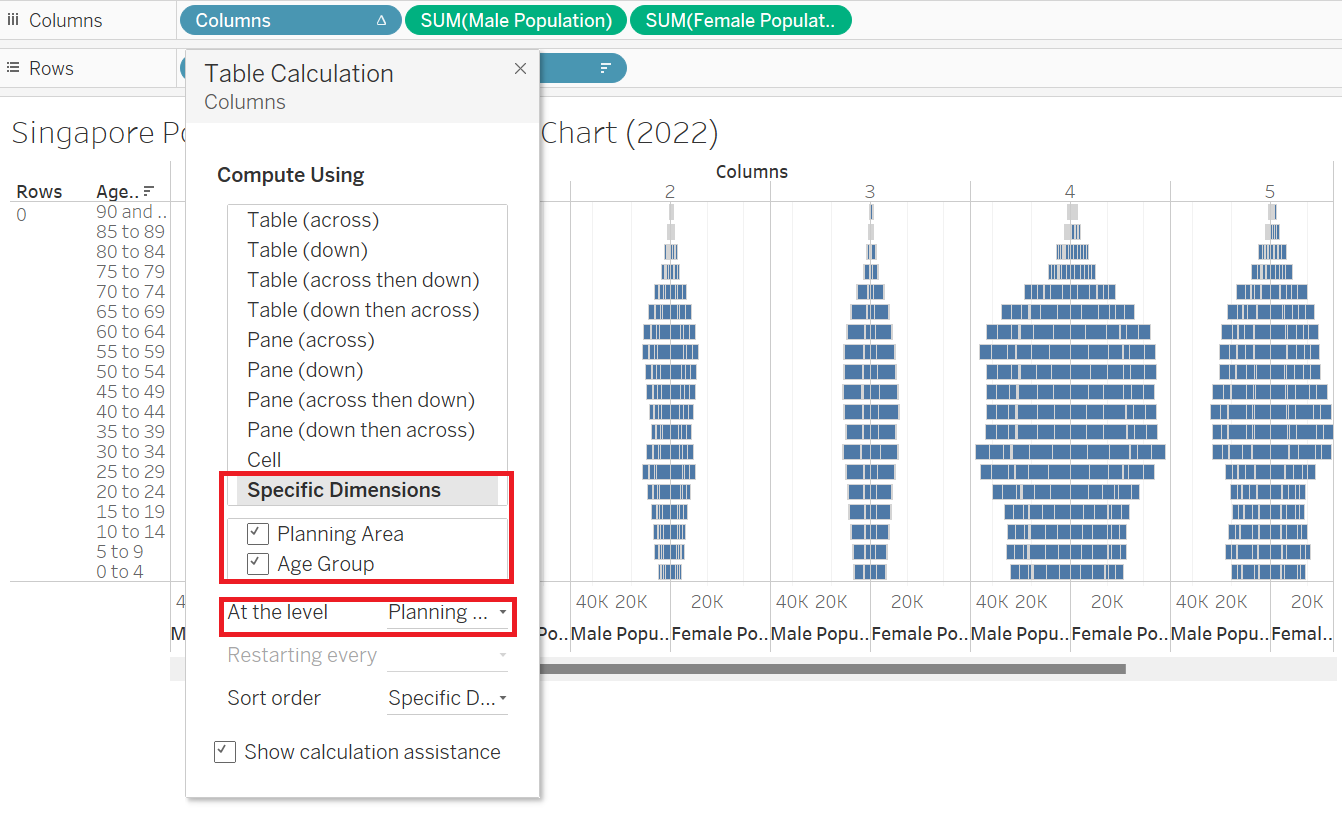 Columns
Columns
SUM(Male Population)
SUM(Female Populat..
Rows
Table Calculation
Columns
Singapore Po
Chart (2022)
Columns
Rows
Age..
2
3
4
5
0
90 and ..
85 to 89
80 to 84
75 to 79
70 to 74
65 to 69
60 to 64
55 to 59
50 to 54
45 to 49
40 to 44
35 to 39
30 to 34
25 to 29
20 to 24
15 to 19
10 to 14
5 to 9
0 to 4
Compute Using
Table (across)
Table (down)
Table (across then down)
Table (down then across)
Pane (across)
Pane (down)
Pane (across then down)
Pane (down then across)
Cell
Specific Dimensions
Planning Area
Age Group
At the level
Planning ...
Restarting every
Sort order
Specific D...
Show calculation assistance
4
40K 20K
20K
40K 20K
20K
40K 20K
20K
40K 20K
20K
M
Po..
Male Popu..
Female Po..
Male Popu..
Female Po..
Male Popu..
Female Po..
Male Popu..
Femal..